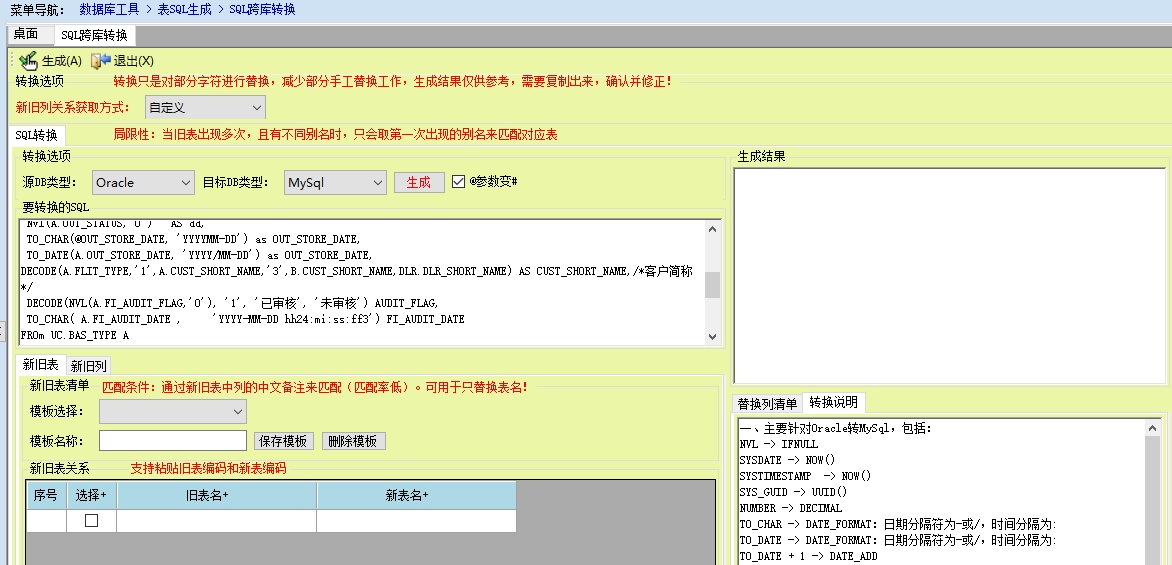 菜单导航： 数据库工具 > 表SQL生成 > SQL跨库转换
桌面 SQL跨库转换
生成(A) 退出(X)
转换选项 转换只是对部分字符进行替换，减少部分手工替换工作，生成结果仅供参考，需要复制出来，确认并修正！
新旧列关系获取方式： 自定义
SQL转换 局限性：当旧表出现多次，且有不同别名时，只会取第一次出现的别名来匹配对应表
转换选项
源DB类型： Oracle 目标DB类型： MySql 生成 @参数变#
要转换的SQL
NVl(A.OUT_STATUS,'0') AS dd,
TO_CHAR(@OUT_STORE_DATE, 'YYYYMM-DD') as OUT_STORE_DATE,
TO_DATE(A.OUT_STORE_DATE, 'YYYY/MM-DD') as OUT_STORE_DATE,
DECODE(A.FLIT_TYPE,'1',A.CUST_SHORT_NAME,'3',B.CUST_SHORT_NAME,DLR.DLR_SHORT_NAME) AS CUST_SHORT_NAME,/*客户简称
*/
DECODE(NVL(A.FI_AUDIT_FLAG,'0'), '1', '已审核', '未审核') AUDIT_FLAG,
TO_CHAR( A.FI_AUDIT_DATE , 'YYYY-MM-DD hh24:mi:ss:ff3') FI_AUDIT_DATE
FROm UC.BAS_TYPE A
新旧表 新旧列
新旧表清单 匹配条件：通过新旧表中列的中文备注来匹配（匹配率低）。可用于只替换表名！
模板选择：
模板名称： 保存模板 删除模板
新旧表关系 支持粘贴旧表编码和新表编码
序号 选择+ 旧表名+ 新表名+
生成结果
替换列清单 转换说明
一、主要针对Oracle转MySql，包括：
NVL -> IFNULL
SYSDATE -> NOW()
SYSTIMESTAMP -> NOW()
SYS_GUID -> UUID()
NUMBER -> DECIMAL
TO_CHAR -> DATE_FORMAT：日期分隔符为-或/，时间分隔为:
TO_DATE -> DATE_FORMAT：日期分隔符为-或/，时间分隔为:
TO_DATE + 1 -> DATE_ADD